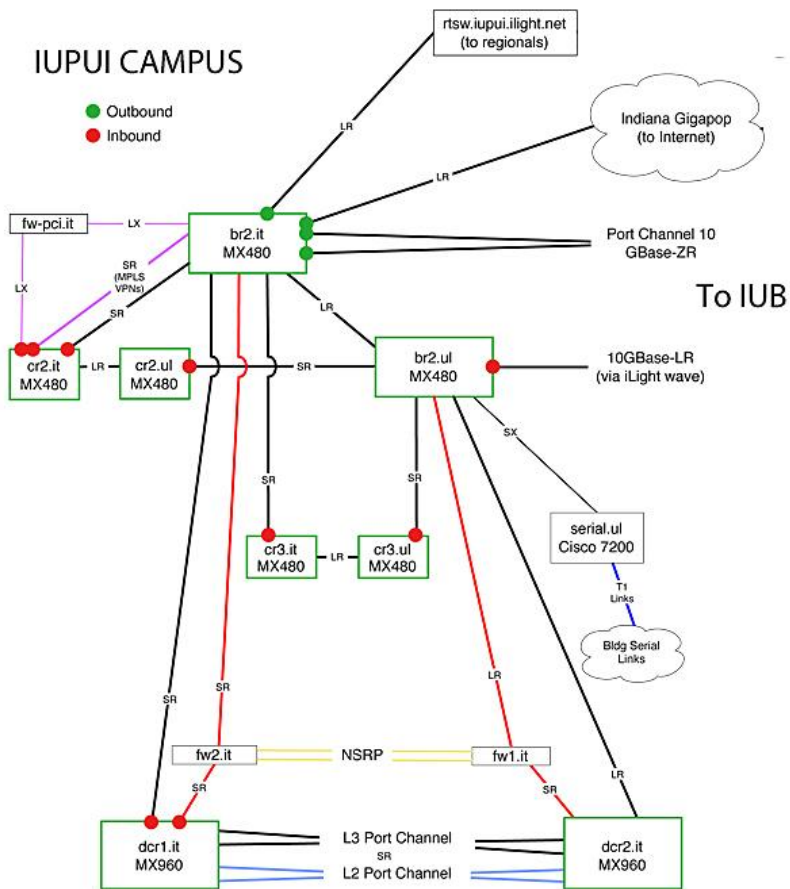 rtsw.iupui.ilight.net
(to regionals)
IUPUI CAMPUS
Outbound
Inbound
LR
Indiana Gigapop
(to Internet)
LR
fw-pci.it
LX
br2.it
MX480
Port Channel 10
GBase-ZR
SR
(MPLS
VPNs)
LX
SR
LR
To IUB
cr2.it
MX480
LR
cr2.ul
MX480
SR
br2.ul
MX480
10GBase-LR
(via iLight wave)
SX
SR
SR
serial.ul
Cisco 7200
cr3.it
MX480
LR
cr3.ul
MX480
T1
Links
Bldg Serial
Links
SR
SR
LR
fw2.it
NSRP
fw1.it
LR
SR
SR
dcr1.it
MX960
L3 Port Channel
SR
L2 Port Channel
dcr2.it
MX960